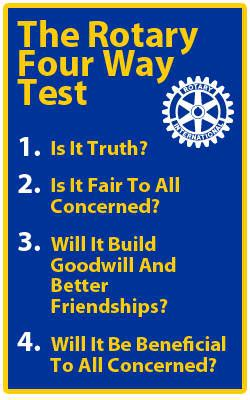 The Rotary
Four Way
Test
ROTARY
INTERNATIONAL
1. Is It Truth?
2. Is It Fair To All
Concerned?
3. Will It Build
Goodwill And
Better
Friendships?
4. Will It Be Beneficial
To All Concerned?